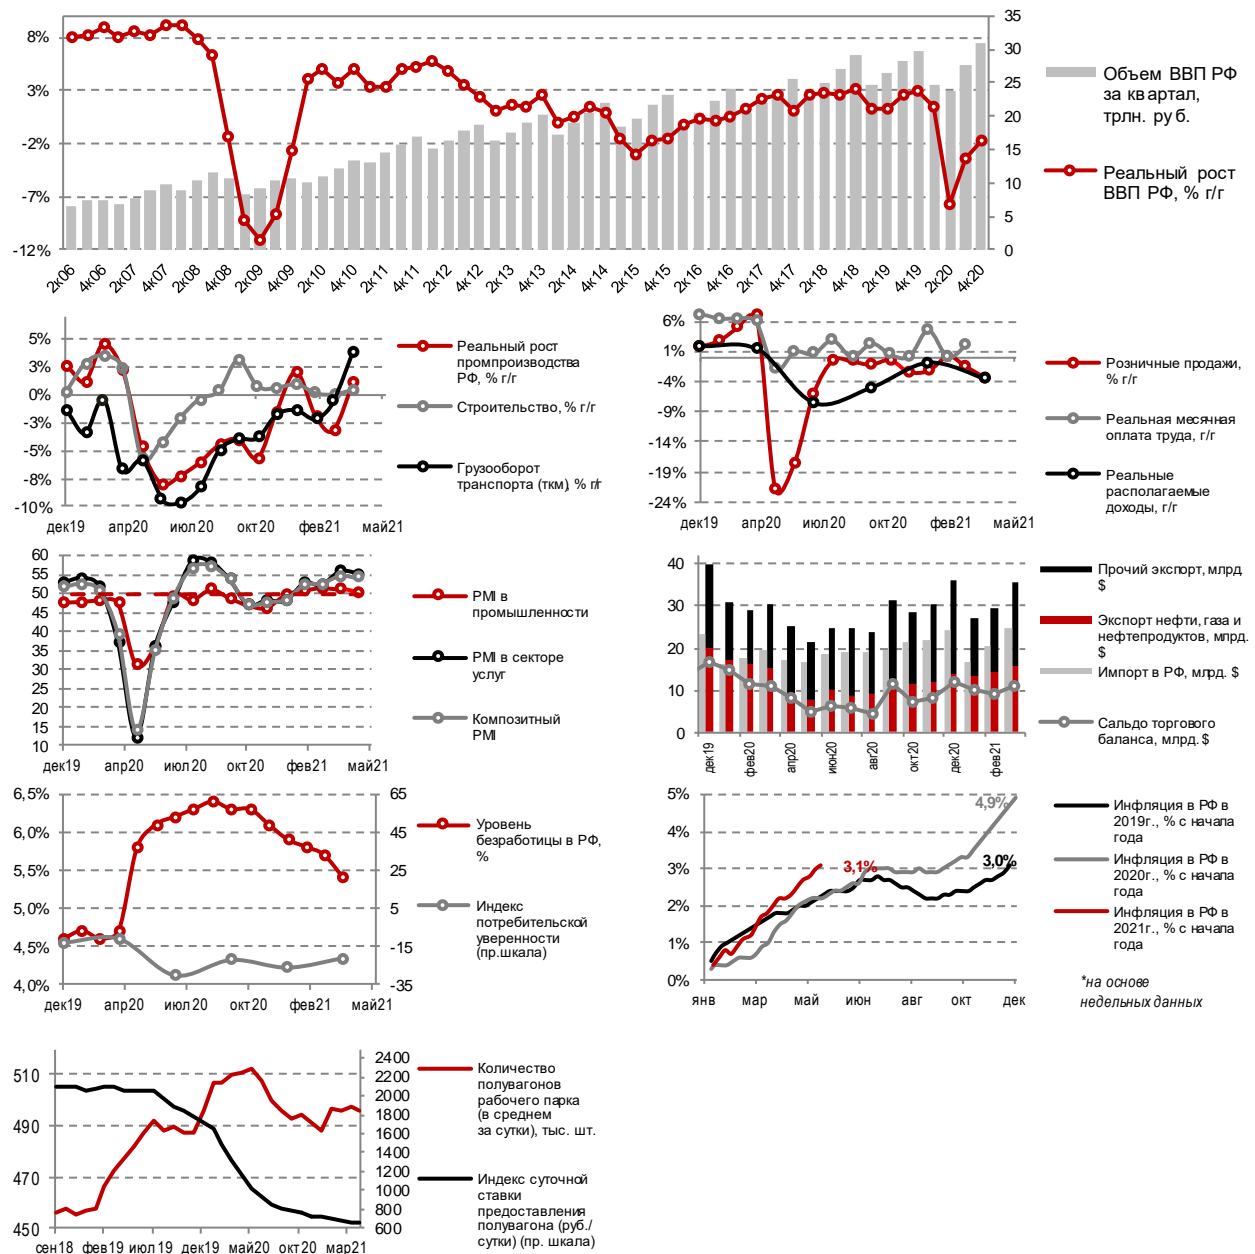 8%
3%
-2%
-7%
-12%
35
30
25
20
15
10
5
0
2к06
4к06
2к07
4к07
2к08
4к08
2к09
4к09
2к10
4к10
2к11
4к11
2к12
4к12
2к13
4к13
2к14
4к14
2к15
4к15
2к16
4к16
2к17
4к17
2к18
4к18
2к19
4к19
2к20
4к20
Объем ВВП РФ
за квартал,
трлн. руб.
Реальный рост
ВВП РФ, % г/г
5%
3%
0%
-3%
-5%
-8%
-10%
дек19 апр20 июл20 окт20 фев21 май21
Реальный рост
промпроизводства
РФ, % г/г
Строительство, % г/г
Грузооборот
транспорта (ткм), % г/г
6%
1%
-4%
-9%
-14%
-19%
-24%
дек19 апр20 июл20 окт20 фев21 май21
Розничные продажи,
% г/г
Реальная месячная
оплата труда, г/г
Реальные
располагаемые
доходы, г/г
60
55
50
45
40
35
30
25
20
15
10
дек19 апр20 июл20 окт20 фев21 май21
PMI в
промышленности
PMI в секторе
услуг
Композитный
PMI
40
30
20
10
0
дек19
фев20
апр20
июн20
авг20
окт20
дек20
фев21
Прочий экспорт, млрд.
$
Экспорт нефти, газа и
нефтепродуктов, млрд.
$
Импорт в РФ, млрд. $
Сальдо торгового
баланса, млрд. $
6,5%
6,0%
5,5%
5,0%
4,5%
4,0%
65
45
25
5
-15
-35
дек19 апр20 июл20 окт20 фев21 май21
Уровень
безработицы в РФ,
%
Индекс
потребительской
уверенности
(пр.шкала)
5%
4%
3%
2%
1%
0%
4,9%
3,1%
3,0%
янв мар май июн авг окт дек
Инфляция в РФ в
2019г., % с начала
года
Инфляция в РФ в
2020г., % с начала
года
Инфляция в РФ в
2021г., % с начала
года
*на основе
недельных данных
510
490
470
450
2400
2200
2000
1800
1600
1400
1200
1000
800
600
сен18 фев19 июл19 дек19 май20 окт20 мар21
Количество
полувагонов
рабочего парка
(в среднем
за сутки), тыс. шт.
Индекс суточной
ставки
предоставления
полувагона (руб./
сутки) (пр. шкала)